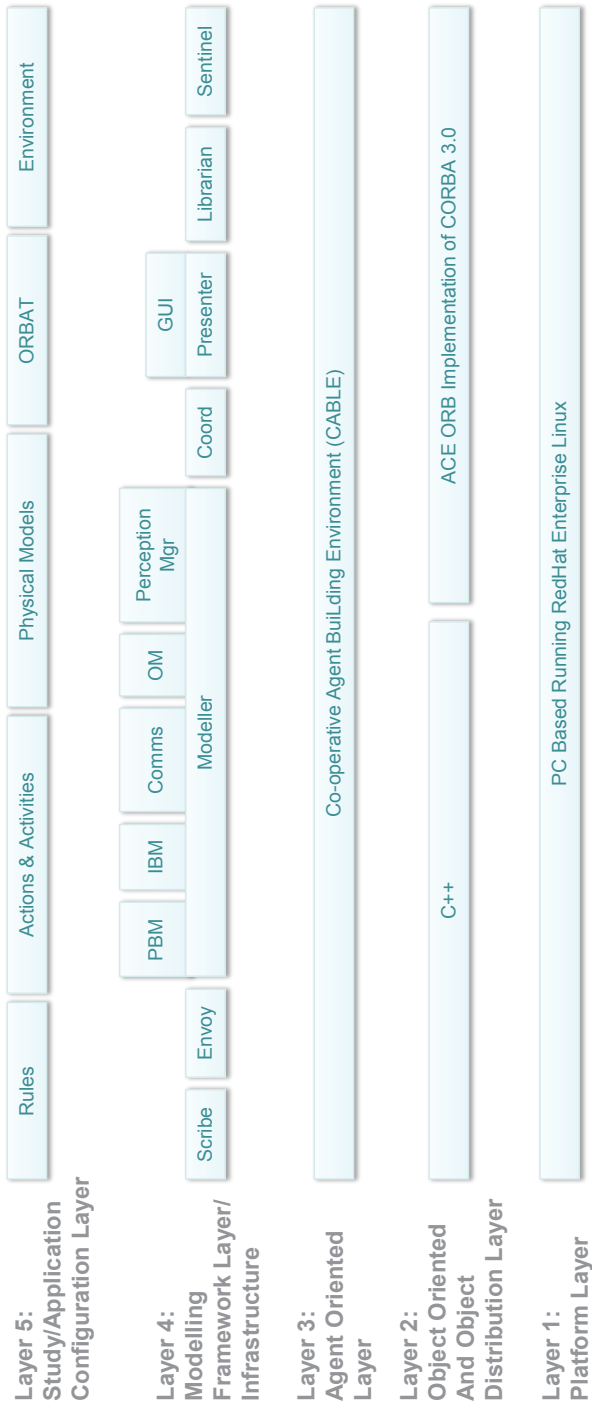 Layer 5:
Study/Application
Configuration Layer
Rules
Actions & Activities
Physical Models
ORBAT
Environment
Layer 4:
Modelling
Framework Layer/
Infrastructure
PBM
IBM
Comms
OM
Perception
Mgr
GUI
Scribe
Envoy
Modeller
Coord
Presenter
Librarian
Sentinel
Layer 3:
Agent Oriented
Layer
Co-operative Agent BuiLding Environment (CABLE)
Layer 2:
Object Oriented
And Object
Distribution Layer
C++
ACE ORB Implementation of CORBA 3.0
Layer 1:
Platform Layer
PC Based Running RedHat Enterprise Linux